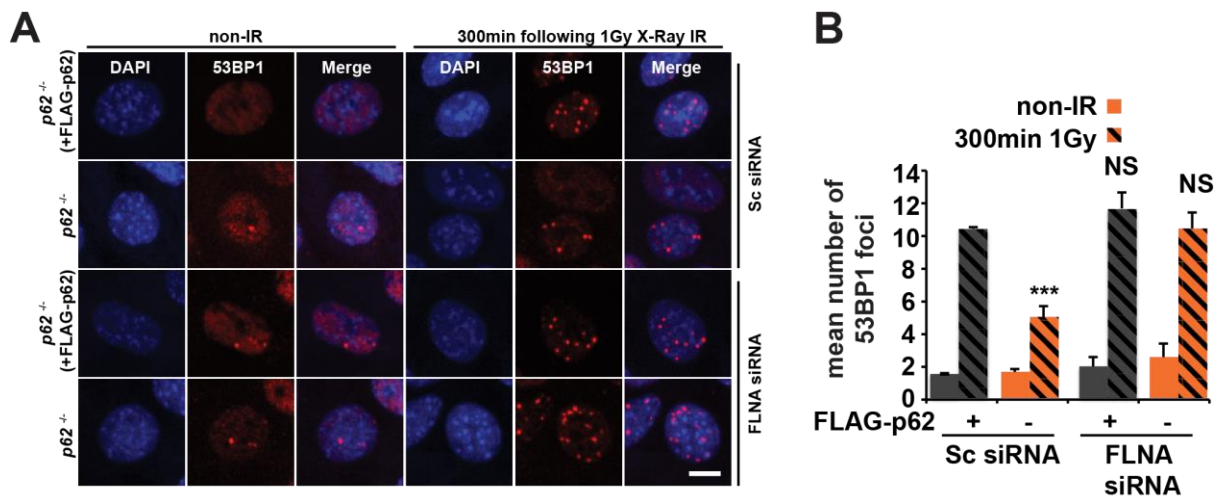 A
non-IR
300min following 1Gy X-Ray IR
DAPI 53BP1 Merge DAPI 53BP1 Merge
p62 -/-
(+FLAG-p62)
p62 -/-
Sc siRNA
p62 -/-
(+FLAG-p62)
p62 -/-
FLNA siRNA
B
non-IR
300min 1Gy
NS
NS
***
mean number of
53BP1 foci
14
12
10
8
6
4
2
0
FLAG-p62 + - + -
Sc siRNA
FLNA
siRNA